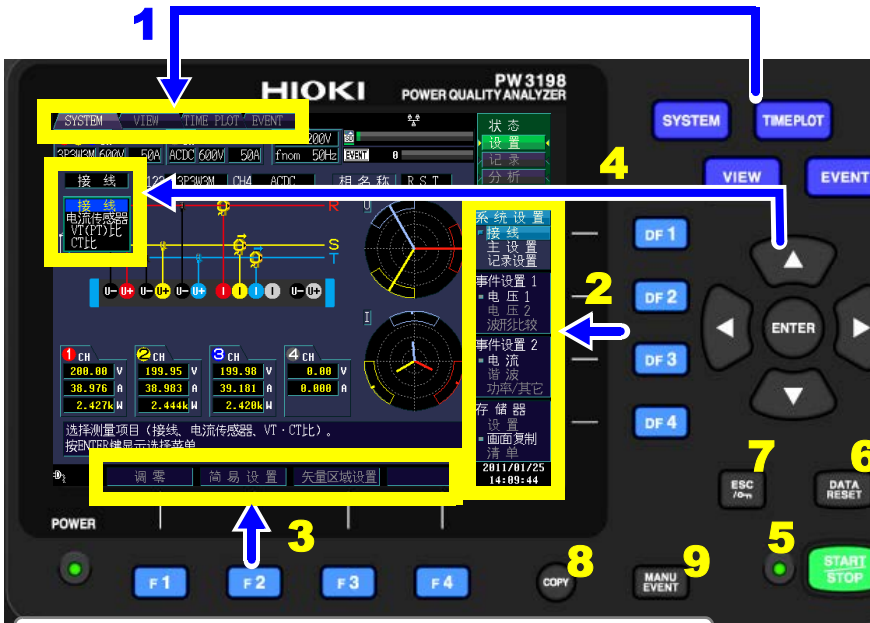 1
HIOKI
PW3198
POWER QUALITY ANALYZER
SYSTEM VIEW TIME PLOT EVENT
200V
3P3W3M 600V 50A ACDC 600V 50A fnom 50Hz EVENT 0
接 线 123 3P3W3M CH4 ACDC 相名称 R S T
接 线
电流传感器
VT(PT)比
CT比
R
S
T
U
I
U- U+ U- U+ U- U+ I I I I U- U+
1 CH 2 CH 3 CH 4 CH
200.00 V 199.95 V 199.98 V 0.00 V
38.976 A 38.983 A 39.181 A 0.000 A
2.427k W 2.444k W 2.420k W
选择测量项目(接线、电流传感器、VT・CT比)。
按ENTER键显示选择菜单
调 零 简 易 设 置 矢量区域设置
状 态
设 置
记 录
分 析
系统设置
接 线
主 设 置
记录设置
事件设置 1
电 压 1
电 压 2
波形比较
事件设置 2
电 流
谐 波
功率/其它
存 储 器
设 置
画面复制
清 单
2011/01/25
14:09:44
2
3
4
SYSTEM
TIMEPLOT
VIEW
EVENT
DF 1
DF 2
DF 3
DF 4
ENTER
7
6
ESC
/
DATA
RESET
POWER
F 1
F 2
F 3
F 4
8
COPY
9
MANU
EVENT
5
START
STOP